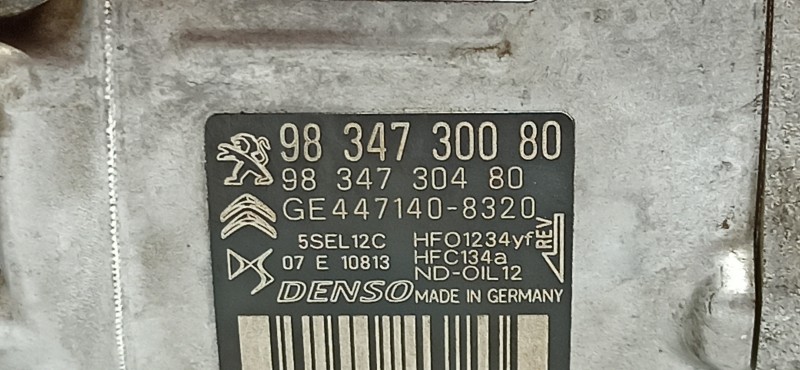 98 347 300 80
98 347 304 80
GE447140-8320
5SEL12C HFO1234yf
07 E 10813 HFC134a
ND-OIL12
REV
DENSO MADE IN GERMANY